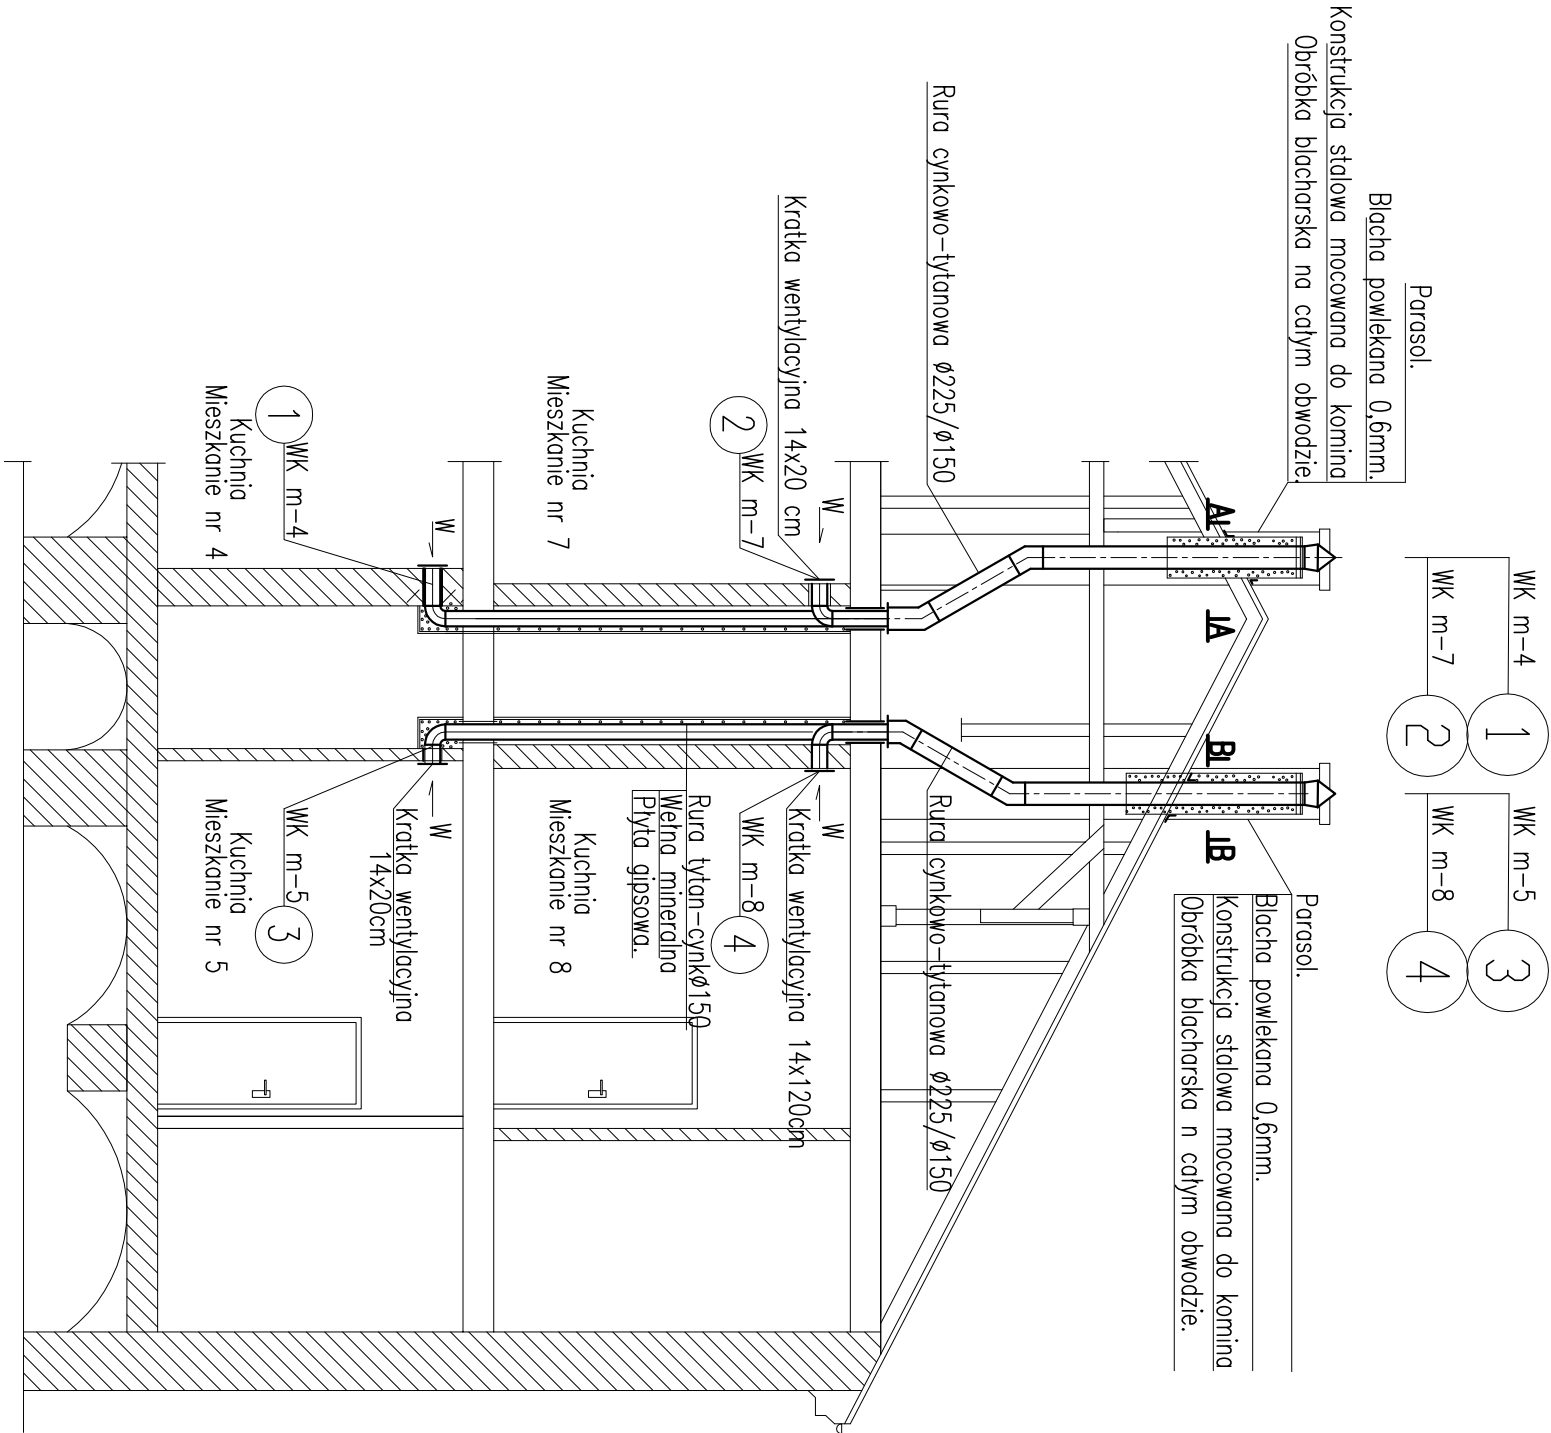 WK m-4
1
WK m-7
2
WK m-5
3
WK m-8
4
Parasol.
Blacha powlekana 0,6mm.
Konstrukcja stalowa mocowana do komina
Obróbka blacharska na całym obwodzie.
A
A
B
B
Parasol.
Blacha powlekana 0,6mm.
Konstrukcja stalowa mocowana do komina
Obróbka blacharska n całym obwodzie.
Rura cynkowo-tytanowa ø225/ø150
Rura cynkowo-tytanowa ø225/ø150
Kratka wentylacyjna 14x20 cm
W
2
WK m-7
W
Kratka wentylacyjna 14x120cm
WK m-8
4
Kuchnia
Mieszkanie nr 7
Rura tytan-cynkø150
Wełna mineralna
Płyta gipsowa.
Kuchnia
Mieszkanie nr 8
W
W
Kratka wentylacyjna
14x20cm
1
WK m-4
WK m-5
3
Kuchnia
Mieszkanie nr 4
Kuchnia
Mieszkanie nr 5